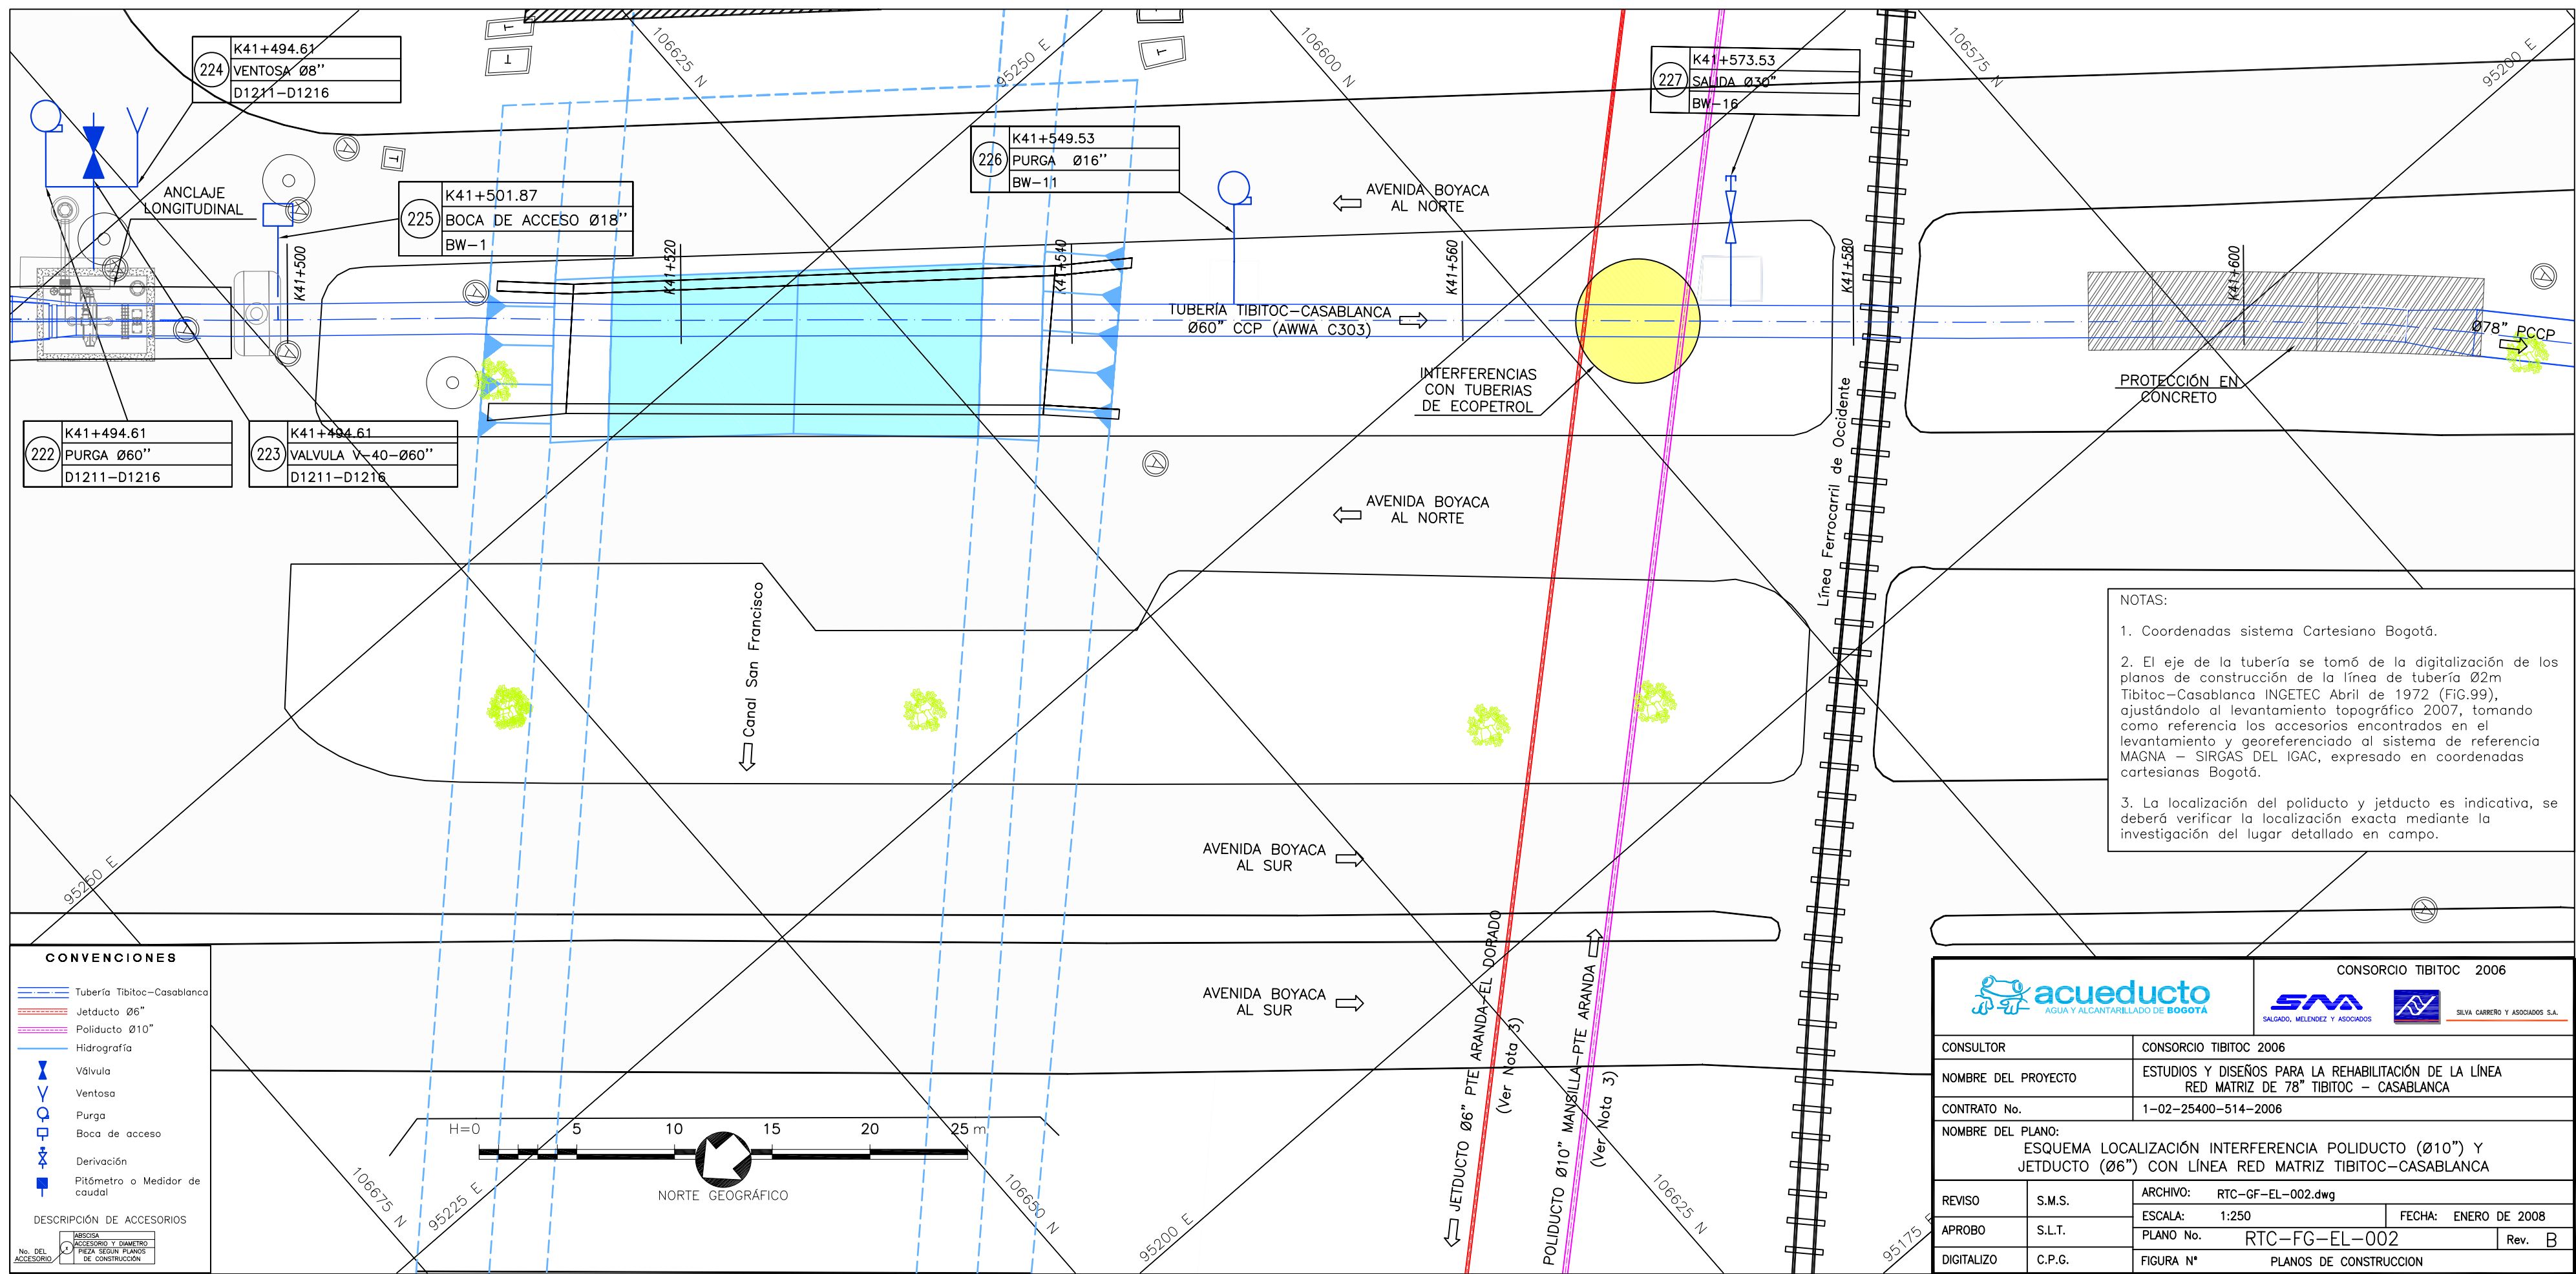 224
K41+494.61
VENTOSA Ø8''
D1211-D1216
106625 N
95250 E
106600 N
227
K41+573.53
SALIDA Ø30"
BW-16
106575 N
95200 E
ANCLAJE
LONGITUDINAL
225
K41+501.87
BOCA DE ACCESO Ø18''
BW-1
226
K41+549.53
PURGA Ø16''
BW-11
AVENIDA BOYACA
AL NORTE
K41+500
K41+520
K41+540
K41+560
K41+580
K41+600
TUBERÍA TIBITOC-CASABLANCA
Ø60" CCP (AWWA C303)
Ø78" PCCP
INTERFERENCIAS
CON TUBERIAS
DE ECOPETROL
PROTECCIÓN EN
CONCRETO
222
K41+494.61
PURGA Ø60''
D1211-D1216
223
K41+494.61
VALVULA V-40-Ø60''
D1211-D1216
AVENIDA BOYACA
AL NORTE
Línea Ferrocarril de Occidente
Canal San Francisco
NOTAS:
1. Coordenadas sistema Cartesiano Bogotá.
2. El eje de la tubería se tomó de la digitalización de los
planos de construcción de la línea de tubería Ø2m
Tibitoc-Casablanca INGETEC Abril de 1972 (FIG.99),
ajustándolo al levantamiento topográfico 2007, tomando
como referencia los accesorios encontrados en el
levantamiento y georeferenciado al sistema de referencia
MAGNA - SIRGAS DEL IGAC, expresado en coordenadas
cartesianas Bogotá.
3. La localización del poliducto y jetducto es indicativa, se
deberá verificar la localización exacta mediante la
investigación del lugar detallado en campo.
95250 E
AVENIDA BOYACA
AL SUR
AVENIDA BOYACA
AL SUR
JETDUCTO Ø6" PTE ARANDA-EL DORADO
(Ver Nota 3)
POLIDUCTO Ø10" MANSILLA-PTE ARANDA
(Ver Nota 3)
CONVENCIONES
Tubería Tibitoc-Casablanca
Jetducto Ø6"
Poliducto Ø10"
Hidrografía
Válvula
Ventosa
Purga
Boca de acceso
Derivación
Pitómetro o Medidor de
caudal
DESCRIPCIÓN DE ACCESORIOS
No. DEL
ACCESORIO
ABSCISA
ACCESORIO Y DIAMETRO
PIEZA SEGUN PLANOS
DE CONSTRUCCIÓN
H=0 5 10 15 20 25 m
NORTE GEOGRÁFICO
106675 N
95225 E
106650 N
95200 E
106625 N
95175 E
acueducto
AGUA Y ALCANTARILLADO DE BOGOTÁ
CONSORCIO TIBITOC 2006
SMA
SALGADO, MELENDEZ Y ASOCIADOS
SILVA CARREÑO Y ASOCIADOS S.A.
CONSULTOR
CONSORCIO TIBITOC 2006
NOMBRE DEL PROYECTO
ESTUDIOS Y DISEÑOS PARA LA REHABILITACIÓN DE LA LÍNEA
RED MATRIZ DE 78" TIBITOC - CASABLANCA
CONTRATO No.
1-02-25400-514-2006
NOMBRE DEL PLANO:
ESQUEMA LOCALIZACIÓN INTERFERENCIA POLIDUCTO (Ø10") Y
JETDUCTO (Ø6") CON LÍNEA RED MATRIZ TIBITOC-CASABLANCA
REVISO S.M.S.
APROBO S.L.T.
DIGITALIZO C.P.G.
ARCHIVO: RTC-GF-EL-002.dwg
ESCALA: 1:250 FECHA: ENERO DE 2008
PLANO No. RTC-FG-EL-002 Rev. B
FIGURA Nª PLANOS DE CONSTRUCCION